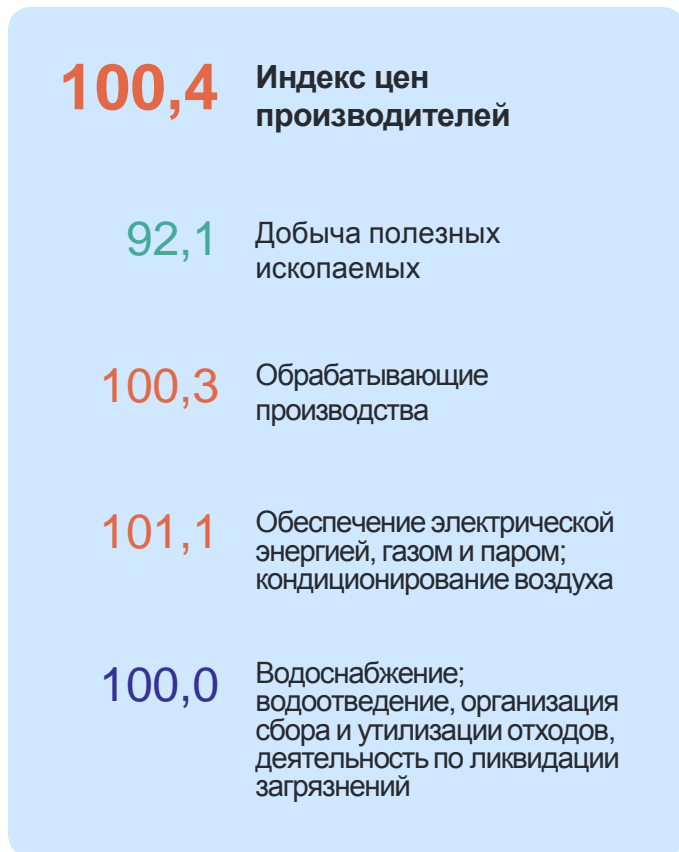 100,4 Индекс цен
производителей
92,1 Добыча полезных
ископаемых
100,3 Обрабатывающие
производства
101,1 Обеспечение электрической
энергией, газом и паром;
кондиционирование воздуха
100,0 Водоснабжение;
водоотведение, организация
сбора и утилизации отходов,
деятельность по ликвидации
загрязнений